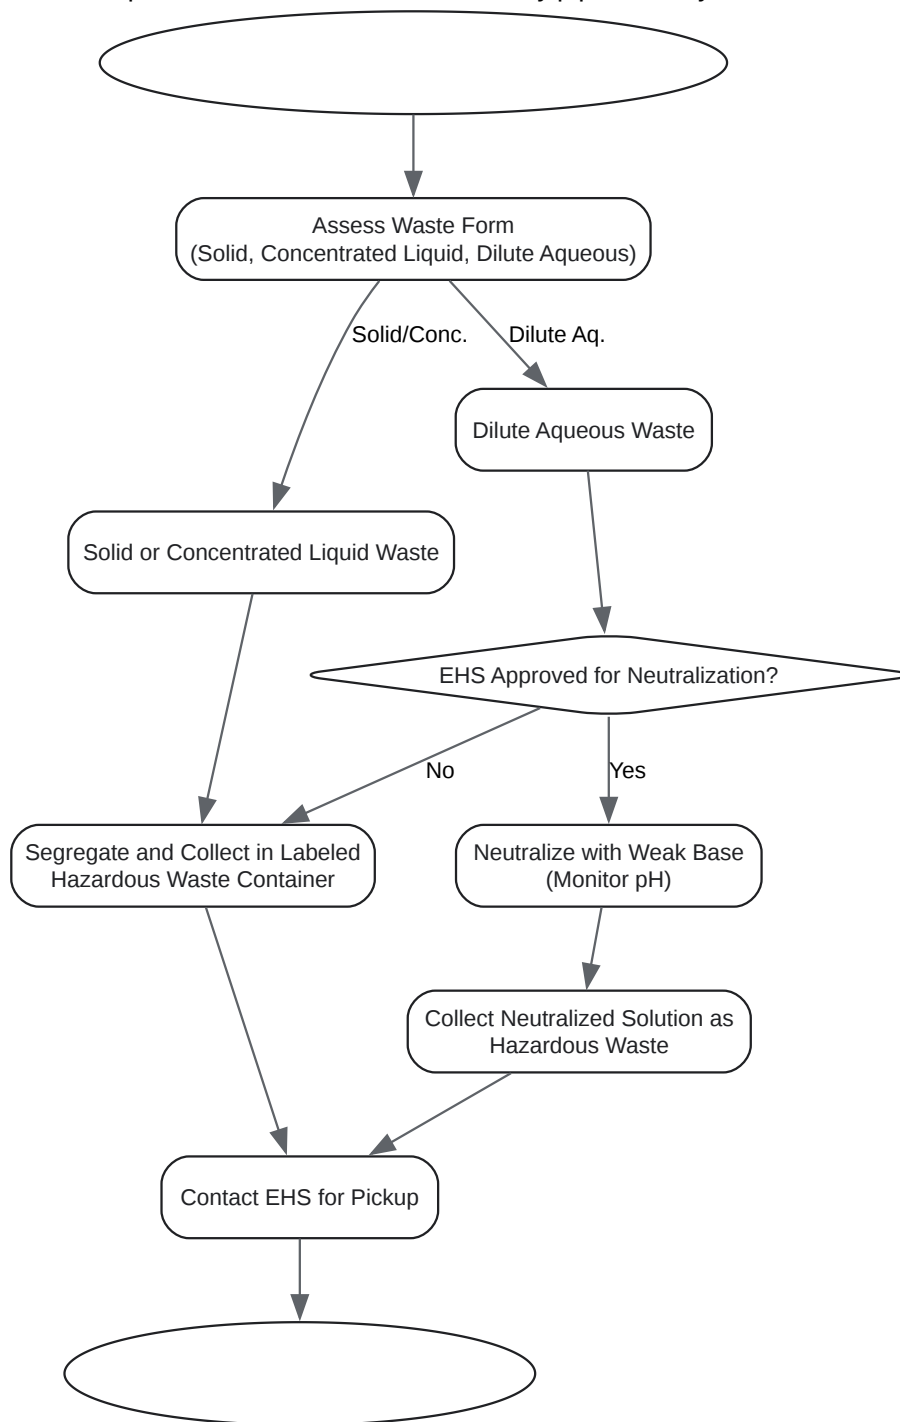 Assess Waste Form
(Solid, Concentrated Liquid, Dilute Aqueous)
Solid/Conc.
Dilute Aq.
Dilute Aqueous Waste
Solid or Concentrated Liquid Waste
EHS Approved for Neutralization?
No
Yes
Segregate and Collect in Labeled
Hazardous Waste Container
Neutralize with Weak Base
(Monitor pH)
Collect Neutralized Solution as
Hazardous Waste
Contact EHS for Pickup